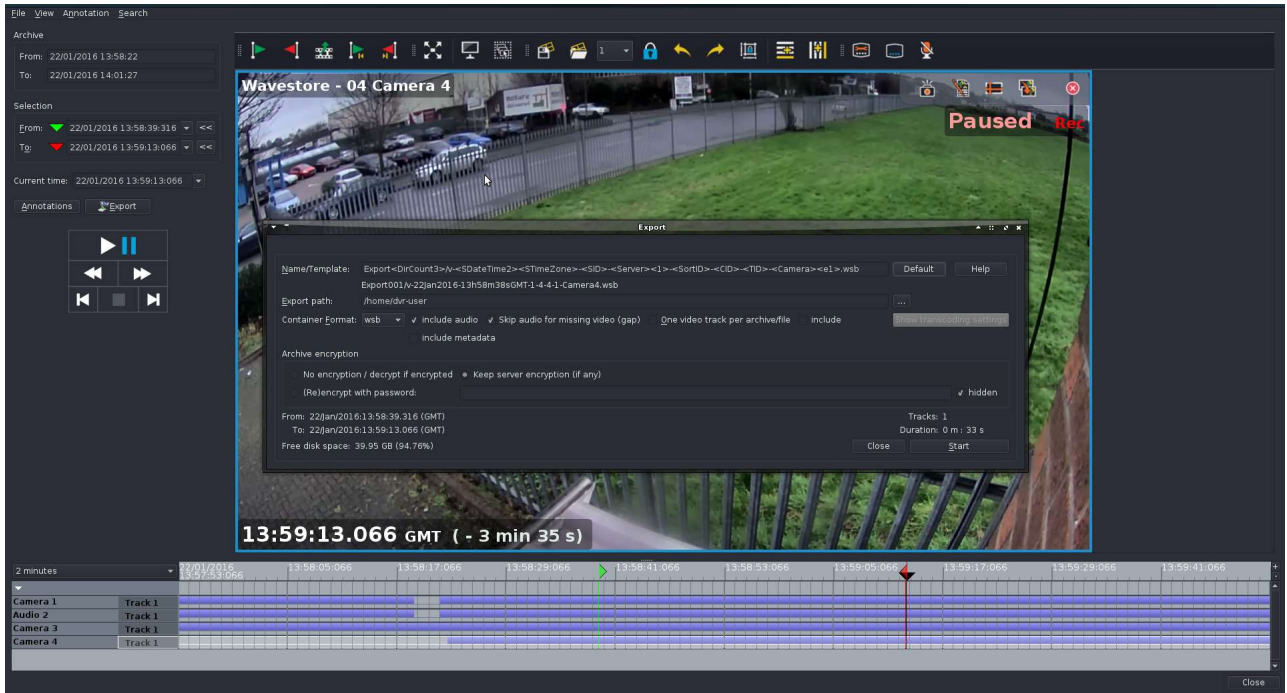 File View Annotation Search
Archive
From: 22/01/2016 13:58:22
To: 22/01/2016 14:01:27
Selection
From: 22/01/2016 13:58:39:316 <<
To: 22/01/2016 13:59:13:066 <<
Current time: 22/01/2016 13:59:13:066
Annotations Export
1
Wavestore - 04 Camera 4
Paused Rec
Export
Name/Template: Export<DirCount3>/v-<SDateTime2><STimeZone>-<SID>-<Server><1>-<SortID>-<CID>-<TID>-<Camera><e1>.wsb Default Help
Export001/v-22Jan2016-13h58m38sGMT-1-4-4-1-Camera4.wsb
Export path: /home/dvr-user ...
Container Format: wsb include audio Skip audio for missing video (gap) One video track per archive/file include Show transcoding settings
include metadata
Archive encryption
No encryption / decrypt if encrypted Keep server encryption (if any)
(Re)encrypt with password: hidden
From: 22/Jan/2016:13:58:39.316 (GMT) Tracks: 1
To: 22/Jan/2016:13:59:13.066 (GMT) Duration: 0 m : 33 s
Free disk space: 39.95 GB (94.76%) Close Start
13:59:13.066 GMT ( - 3 min 35 s)
2 minutes 22/01/2016 13:58:05:066 13:58:17:066 13:58:29:066 13:58:41:066 13:58:53:066 13:59:05:066 13:59:17:066 13:59:29:066 13:59:41:066
13:57:53:066
Camera 1 Track 1
Audio 2 Track 1
Camera 3 Track 1
Camera 4 Track 1
Close